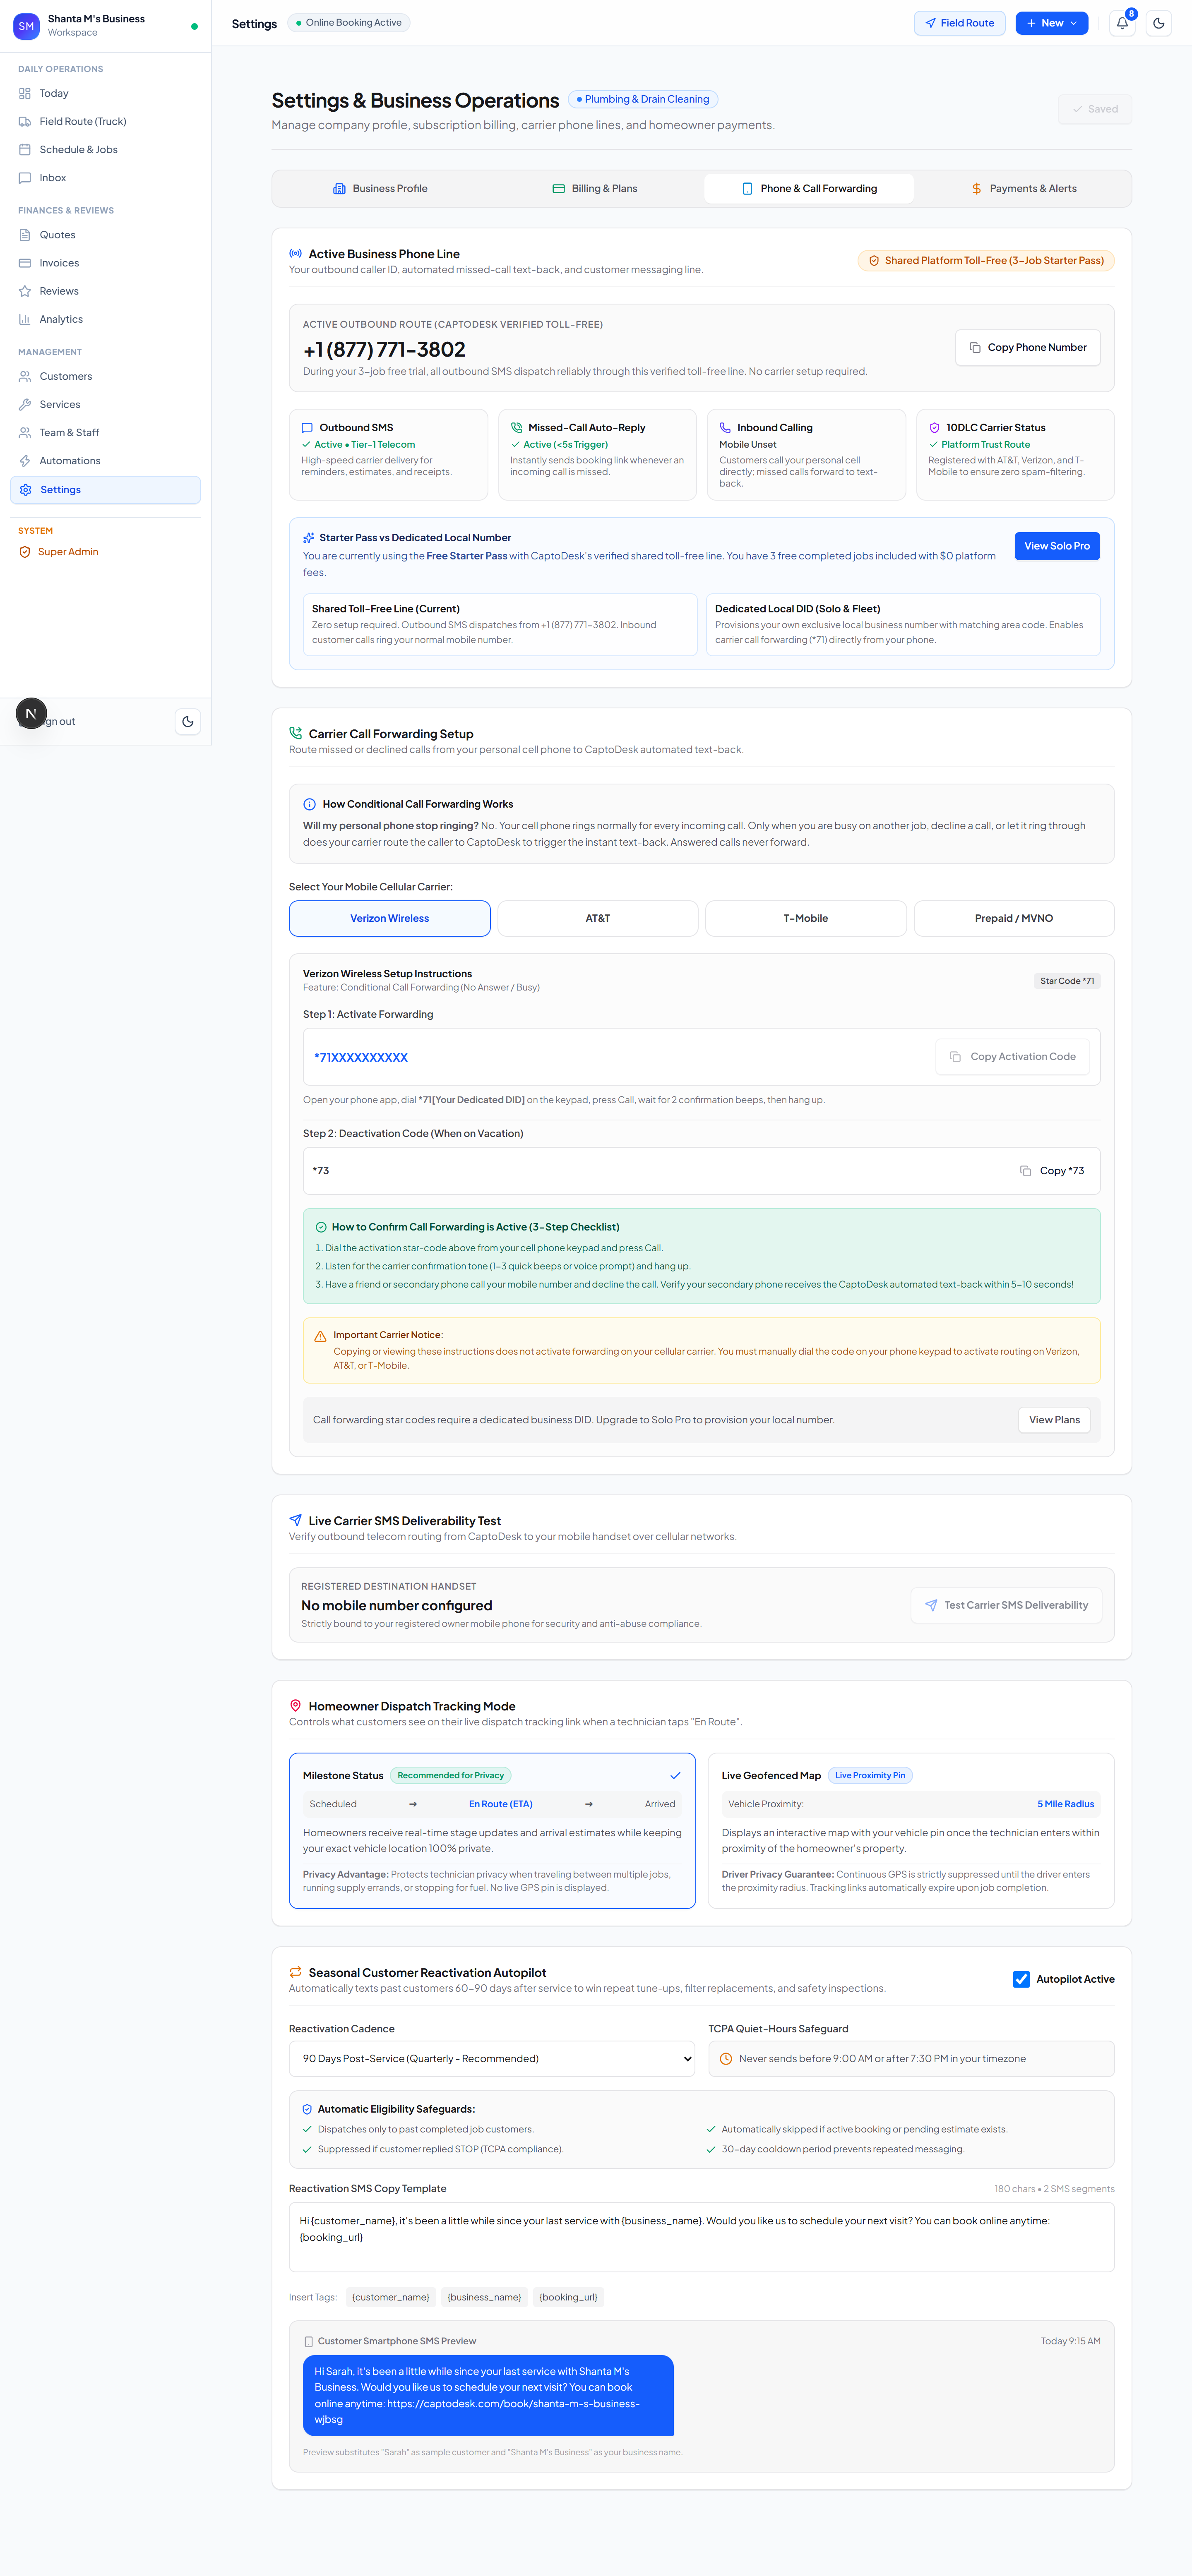 SM
Shanta M's Business
Workspace
DAILY OPERATIONS
Today
Field Route (Truck)
Schedule & Jobs
Inbox
FINANCES & REVIEWS
Quotes
Invoices
Reviews
Analytics
MANAGEMENT
Customers
Services
Team & Staff
Automations
Settings
SYSTEM
Super Admin
N
gn out
Settings
Online Booking Active
Field Route
New
8
Settings & Business Operations
Plumbing & Drain Cleaning
Manage company profile, subscription billing, carrier phone lines, and homeowner payments.
Saved
Business Profile
Billing & Plans
Phone & Call Forwarding
Payments & Alerts
Active Business Phone Line
Your outbound caller ID, automated missed-call text-back, and customer messaging line.
Shared Platform Toll-Free (3-Job Starter Pass)
ACTIVE OUTBOUND ROUTE (CAPTODESK VERIFIED TOLL-FREE)
+1 (877) 771-3802
During your 3-job free trial, all outbound SMS dispatch reliably through this verified toll-free line. No carrier setup required.
Copy Phone Number
Outbound SMS
Active • Tier-1 Telecom
High-speed carrier delivery for
reminders, estimates, and receipts.
Missed-Call Auto-Reply
Active (<5s Trigger)
Instantly sends booking link whenever an
incoming call is missed.
Inbound Calling
Mobile Unset
Customers call your personal cell
directly; missed calls forward to text-
back.
10DLC Carrier Status
Platform Trust Route
Registered with AT&T, Verizon, and T-
Mobile to ensure zero spam-filtering.
Starter Pass vs Dedicated Local Number
You are currently using the Free Starter Pass with CaptoDesk's verified shared toll-free line. You have 3 free completed jobs included with $0 platform
fees.
View Solo Pro
Shared Toll-Free Line (Current)
Zero setup required. Outbound SMS dispatches from +1 (877) 771-3802. Inbound
customer calls ring your normal mobile number.
Dedicated Local DID (Solo & Fleet)
Provisions your own exclusive local business number with matching area code. Enables
carrier call forwarding (*71) directly from your phone.
Carrier Call Forwarding Setup
Route missed or declined calls from your personal cell phone to CaptoDesk automated text-back.
How Conditional Call Forwarding Works
Will my personal phone stop ringing? No. Your cell phone rings normally for every incoming call. Only when you are busy on another job, decline a call, or let it ring through
does your carrier route the caller to CaptoDesk to trigger the instant text-back. Answered calls never forward.
Select Your Mobile Cellular Carrier:
Verizon Wireless
AT&T
T-Mobile
Prepaid / MVNO
Verizon Wireless Setup Instructions
Feature: Conditional Call Forwarding (No Answer / Busy)
Star Code *71
Step 1: Activate Forwarding
*71XXXXXXXXXX
Copy Activation Code
Open your phone app, dial *71[Your Dedicated DID] on the keypad, press Call, wait for 2 confirmation beeps, then hang up.
Step 2: Deactivation Code (When on Vacation)
*73
Copy *73
How to Confirm Call Forwarding is Active (3-Step Checklist)
1. Dial the activation star-code above from your cell phone keypad and press Call.
2. Listen for the carrier confirmation tone (1-3 quick beeps or voice prompt) and hang up.
3. Have a friend or secondary phone call your mobile number and decline the call. Verify your secondary phone receives the CaptoDesk automated text-back within 5-10 seconds!
Important Carrier Notice:
Copying or viewing these instructions does not activate forwarding on your cellular carrier. You must manually dial the code on your phone keypad to activate routing on Verizon,
AT&T, or T-Mobile.
Call forwarding star codes require a dedicated business DID. Upgrade to Solo Pro to provision your local number.
View Plans
Live Carrier SMS Deliverability Test
Verify outbound telecom routing from CaptoDesk to your mobile handset over cellular networks.
REGISTERED DESTINATION HANDSET
No mobile number configured
Strictly bound to your registered owner mobile phone for security and anti-abuse compliance.
Test Carrier SMS Deliverability
Homeowner Dispatch Tracking Mode
Controls what customers see on their live dispatch tracking link when a technician taps "En Route".
Milestone Status
Recommended for Privacy
Scheduled → En Route (ETA) → Arrived
Homeowners receive real-time stage updates and arrival estimates while keeping
your exact vehicle location 100% private.
Privacy Advantage: Protects technician privacy when traveling between multiple jobs,
running supply errands, or stopping for fuel. No live GPS pin is displayed.
Live Geofenced Map
Live Proximity Pin
Vehicle Proximity:
5 Mile Radius
Displays an interactive map with your vehicle pin once the technician enters within
proximity of the homeowner's property.
Driver Privacy Guarantee: Continuous GPS is strictly suppressed until the driver enters
the proximity radius. Tracking links automatically expire upon job completion.
Seasonal Customer Reactivation Autopilot
Automatically texts past customers 60-90 days after service to win repeat tune-ups, filter replacements, and safety inspections.
Autopilot Active
Reactivation Cadence
90 Days Post-Service (Quarterly - Recommended)
TCPA Quiet-Hours Safeguard
Never sends before 9:00 AM or after 7:30 PM in your timezone
Automatic Eligibility Safeguards:
Dispatches only to past completed job customers.
Automatically skipped if active booking or pending estimate exists.
Suppressed if customer replied STOP (TCPA compliance).
30-day cooldown period prevents repeated messaging.
Reactivation SMS Copy Template
180 chars • 2 SMS segments
Hi {customer_name}, it's been a little while since your last service with {business_name}. Would you like us to schedule your next visit? You can book online anytime:
{booking_url}
Insert Tags:
{customer_name}
{business_name}
{booking_url}
Customer Smartphone SMS Preview
Today 9:15 AM
Hi Sarah, it's been a little while since your last service with Shanta M's
Business. Would you like us to schedule your next visit? You can book
online anytime: https://captodesk.com/book/shanta-m-s-business-
wjbsg
Preview substitutes "Sarah" as sample customer and "Shanta M's Business" as your business name.